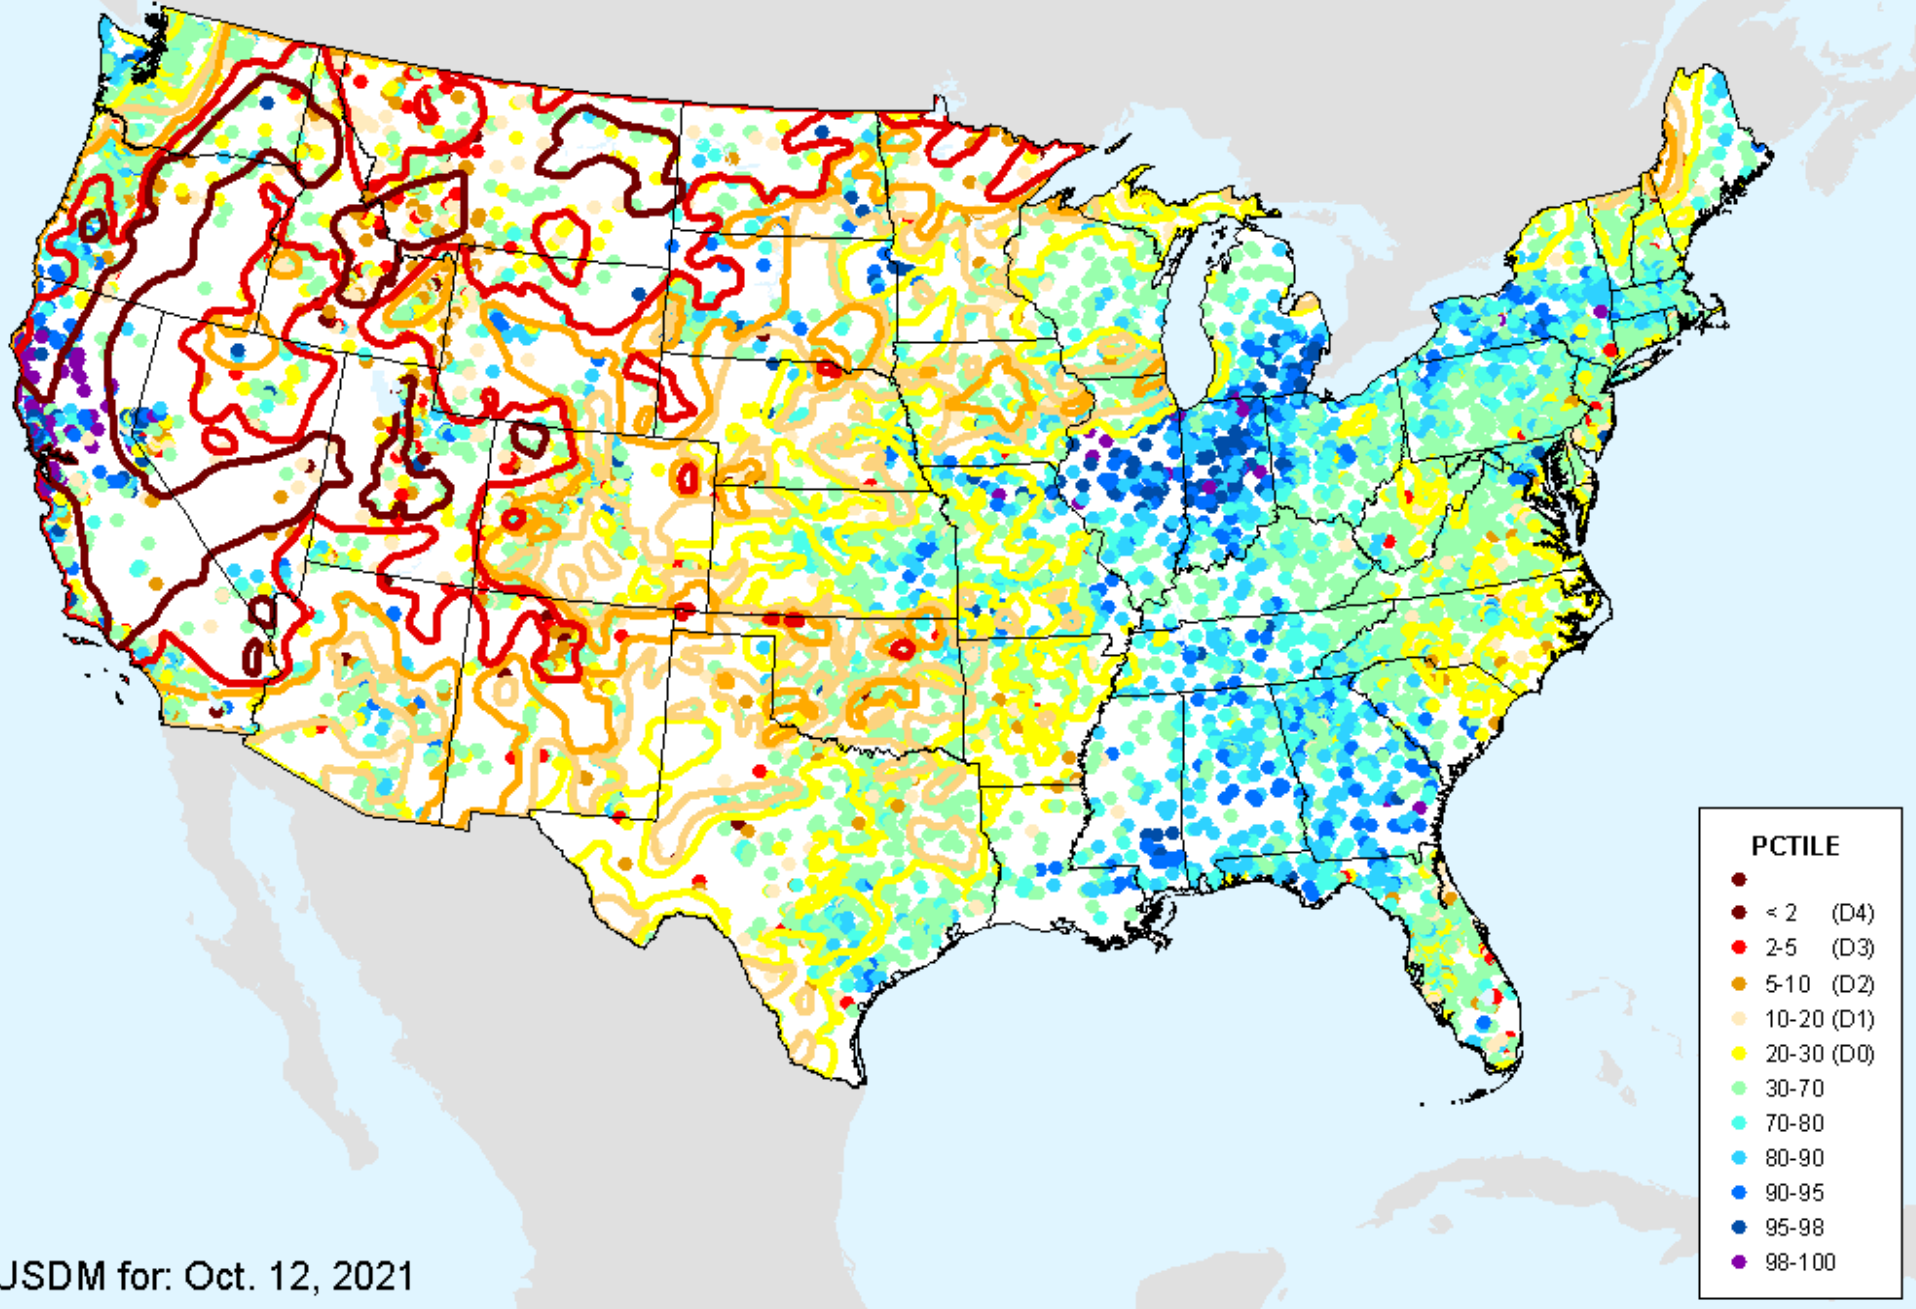 PCTILE
< 2 (D4)
2-5 (D3)
5-10 (D2)
10-20 (D1)
20-30 (D0)
30-70
70-80
80-90
90-95
95-98
98-100
USDM for: Oct. 12, 2021